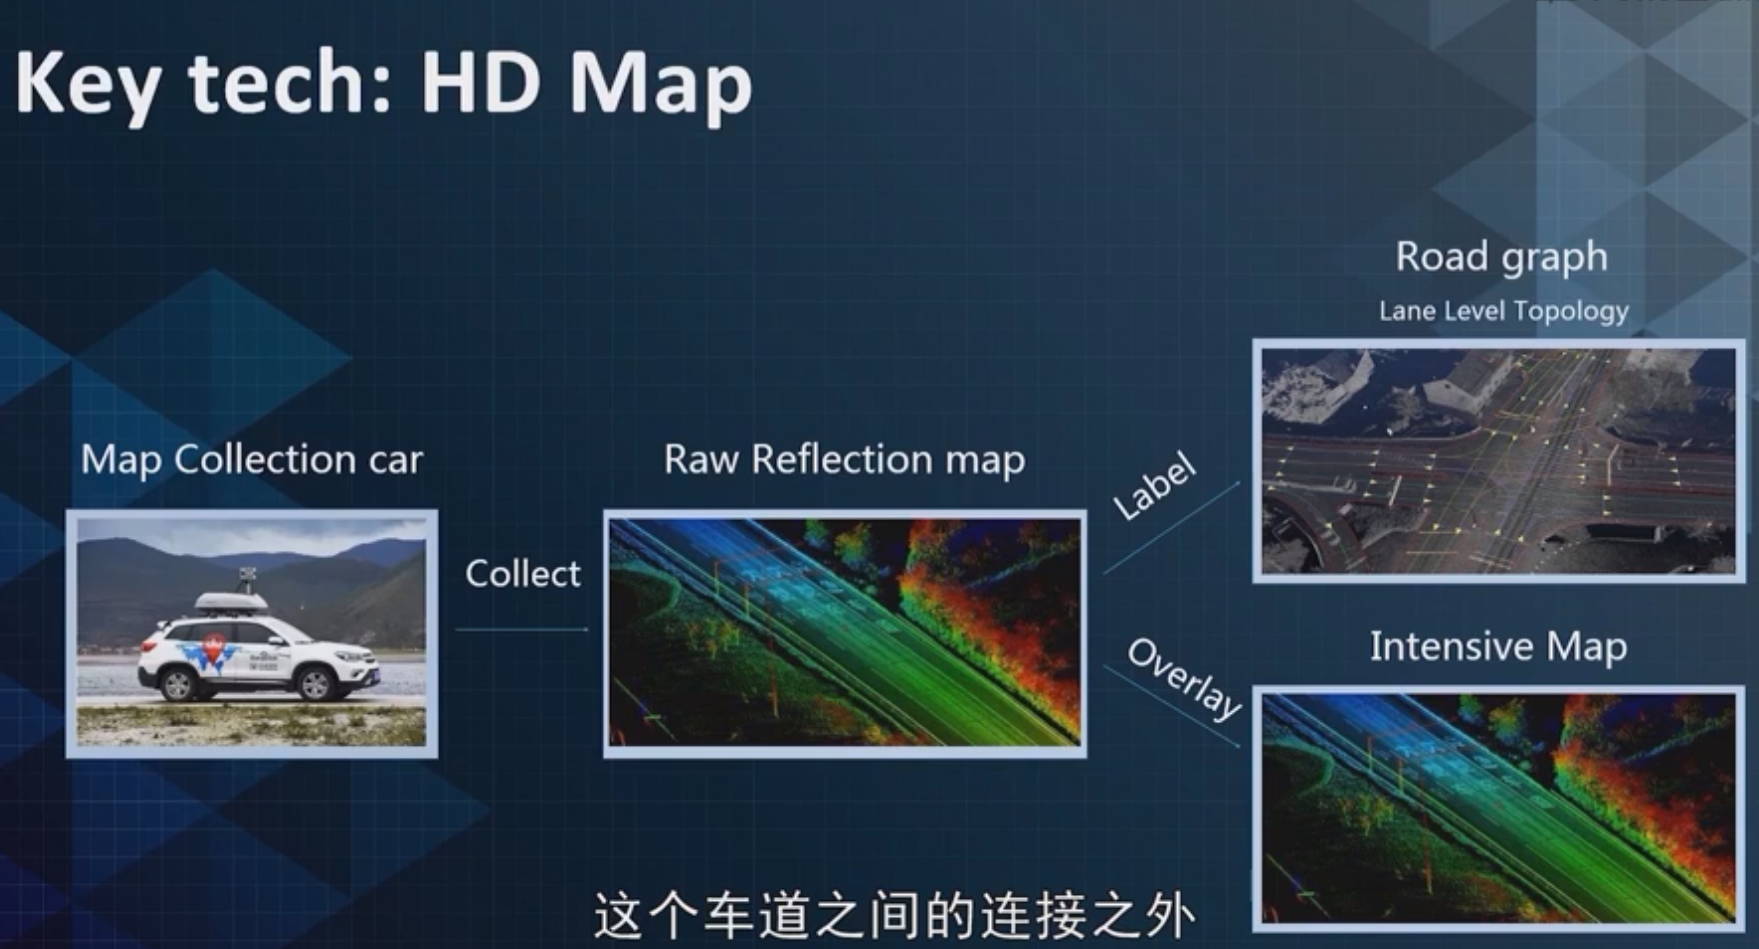 Key tech: HD Map
Road graph
Lane Level Topology
Map Collection car
Raw Reflection map
Label
Collect
Overlay
Intensive Map
这个车道之间的连接之外